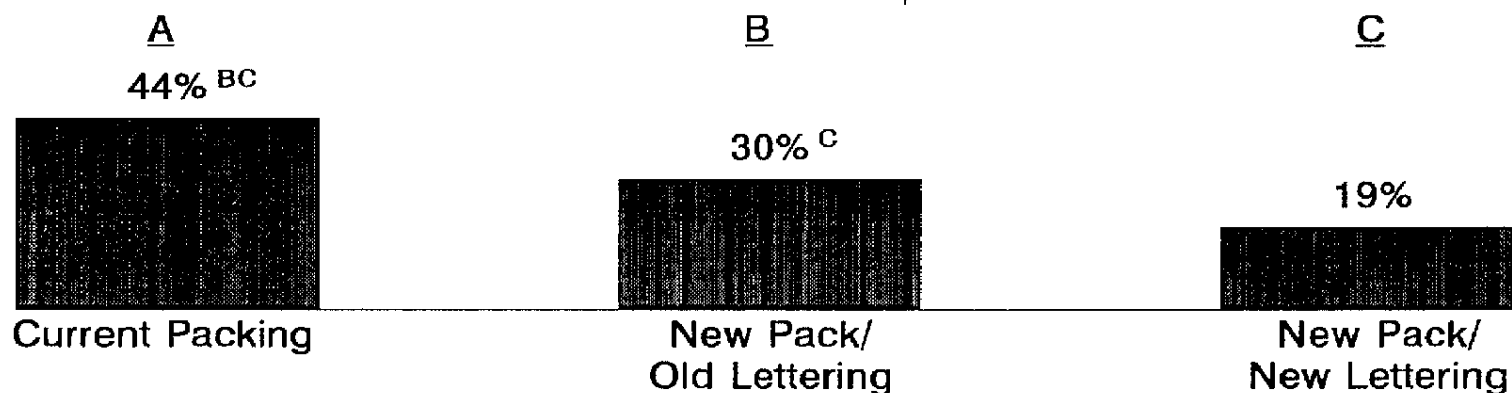 A B C
44% BC
30% C
19%
Current Packing
New Pack/
Old Lettering
New Pack/
New Lettering